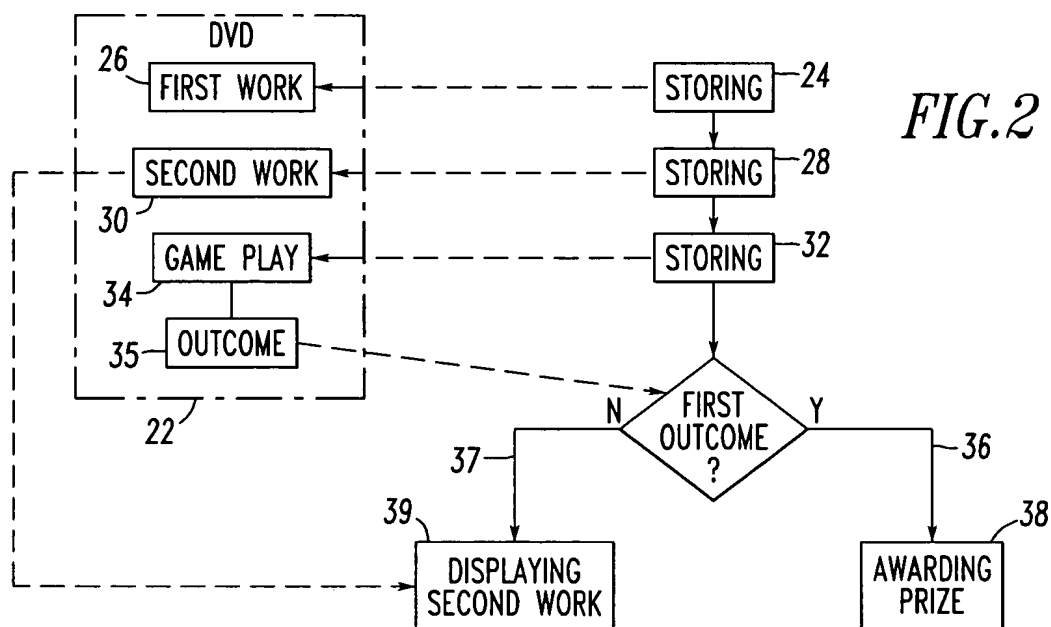 DVD
26
FIRST WORK
STORING
24
FIG.2
SECOND WORK
30
STORING
28
GAME PLAY
34
STORING
32
35
OUTCOME
22
N
FIRST
OUTCOME
?
Y
37
36
39
DISPLAYING
SECOND WORK
38
AWARDING
PRIZE